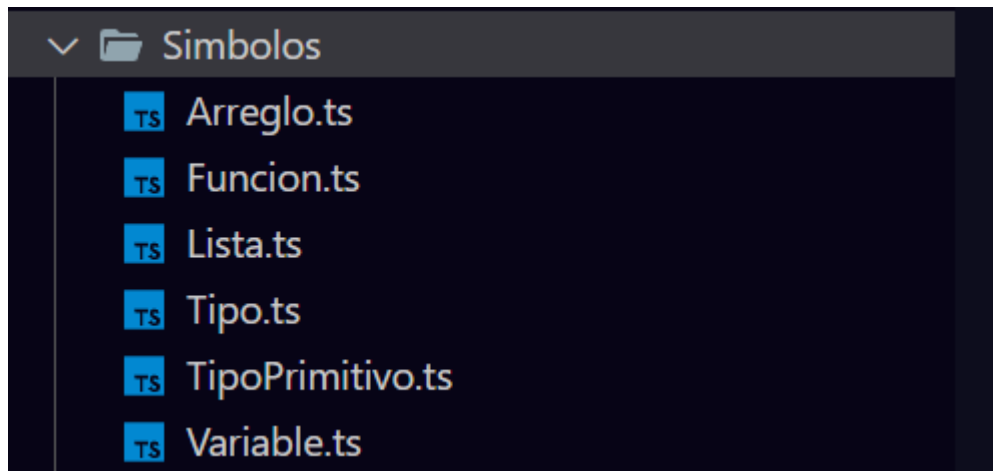 Simbolos
TS Arreglo.ts
TS Funcion.ts
TS Lista.ts
TS Tipo.ts
TS TipoPrimitivo.ts
TS Variable.ts